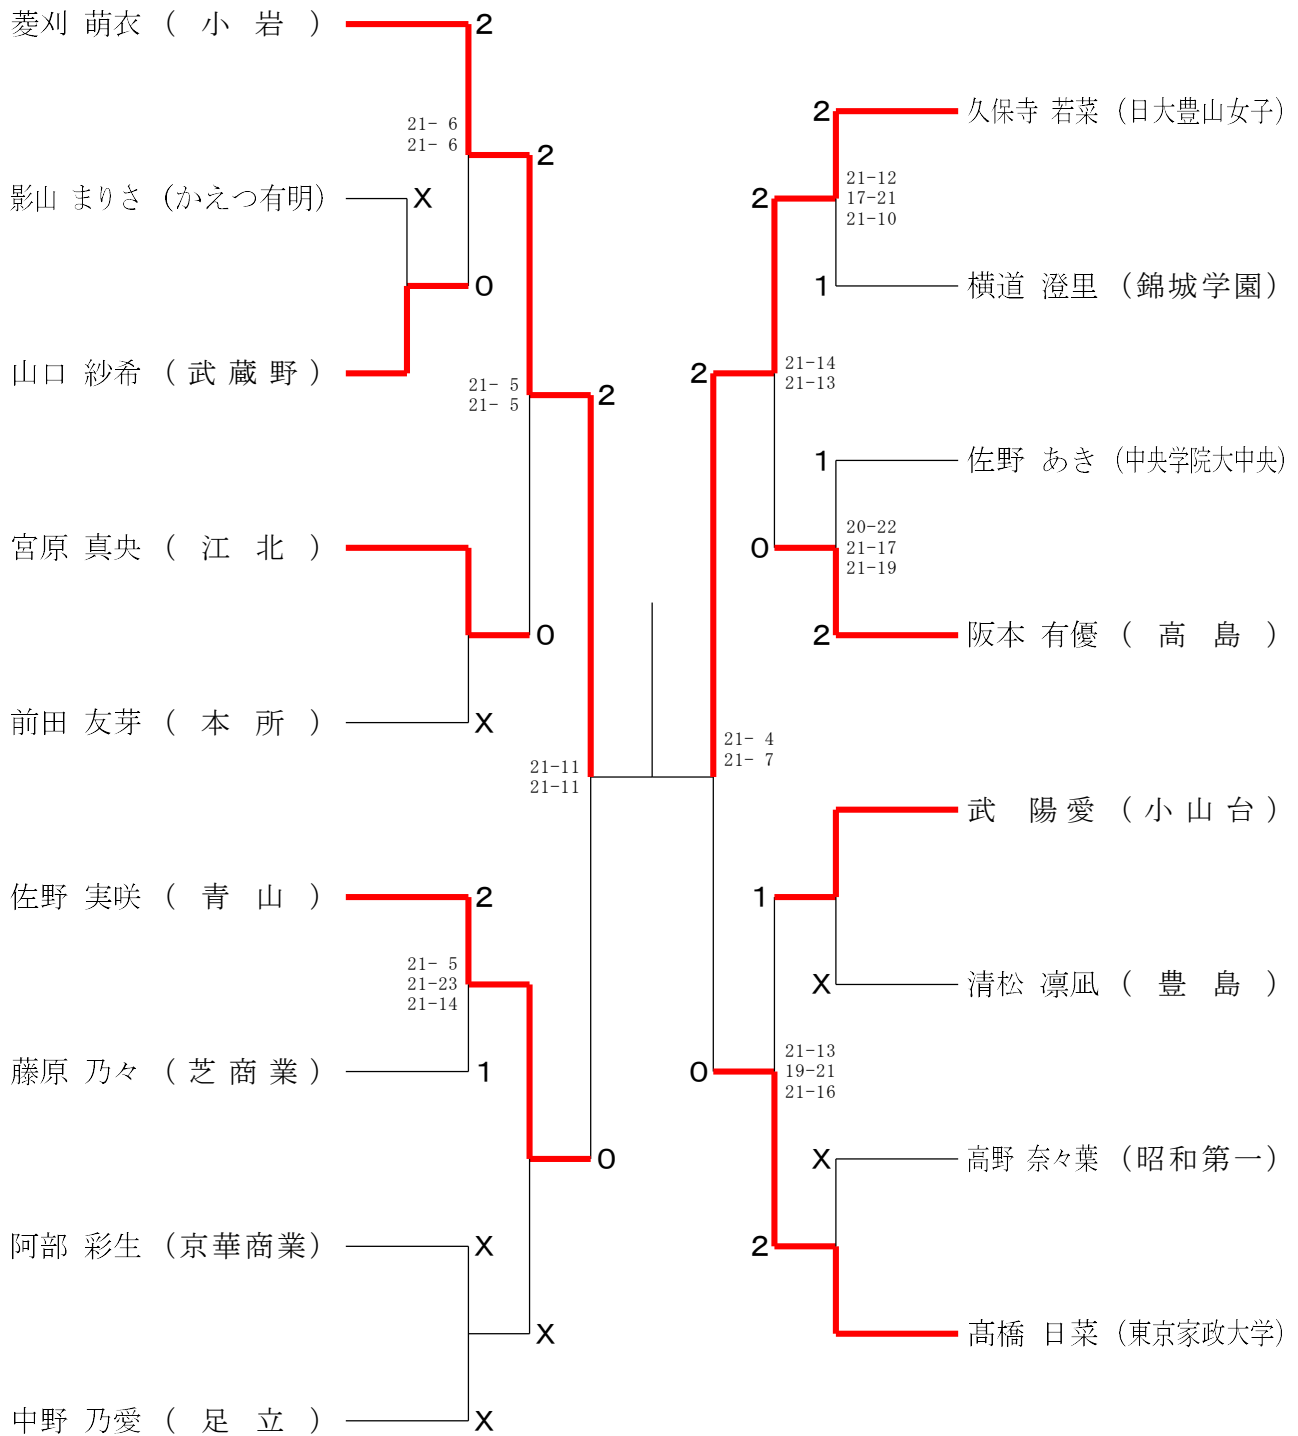 菱刈 萌衣 ( 小 岩 )
2
21- 6
21- 6
2
影山 まりさ (かえつ有明)
X
0
山口 紗希 ( 武 蔵 野 )
21- 5
21- 5
2
宮原 真央 ( 江 北 )
0
前田 友芽 ( 本 所 )
X
21-11
21-11
佐野 実咲 ( 青 山 )
2
21- 5
21-23
21-14
藤原 乃々 ( 芝 商 業 )
1
0
阿部 彩生 (京華商業)
X
X
中野 乃愛 ( 足 立 )
X
2
久保寺 若菜 (日大豊山女子)
2
21-12
17-21
21-10
1
横道 澄里 (錦城学園)
2
21-14
21-13
1
佐野 あき (中央学院大中央)
0
20-22
21-17
21-19
2
阪本 有優 ( 高 島 )
21- 4
21- 7
武 陽愛 ( 小 山 台 )
1
X
清松 凛凪 ( 豊 島 )
0
21-13
19-21
21-16
X
高野 奈々葉 (昭和第一)
2
髙橋 日菜 (東京家政大学)